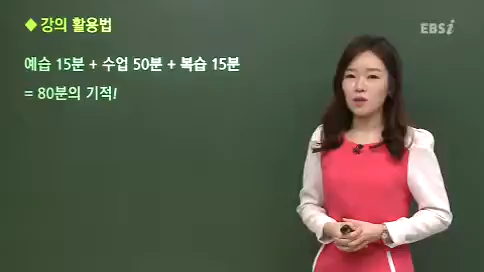 ◆ 강의 활용법
EBSi
예습 15분 + 수업 50분 + 복습 15분
= 80분의 기적!